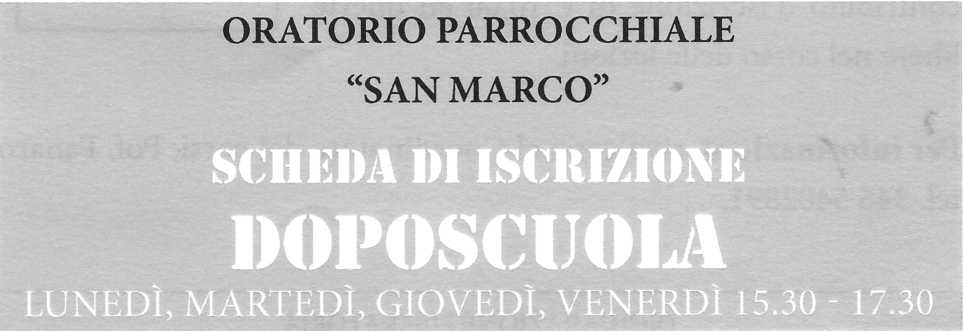 ORATORIO PARROCCHIALE
“SAN MARCO”
SCHEDA DI ISCRIZIONE
DOPOSCUOLA
LUNEDÌ, MARTEDÌ, GIOVEDÌ, VENERDÌ 15.30 - 17.30